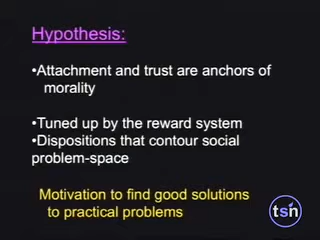 Hypothesis:
•Attachment and trust are anchors of
morality
•Tuned up by the reward system
•Dispositions that contour social
problem-space
Motivation to find good solutions
to practical problems
tsn